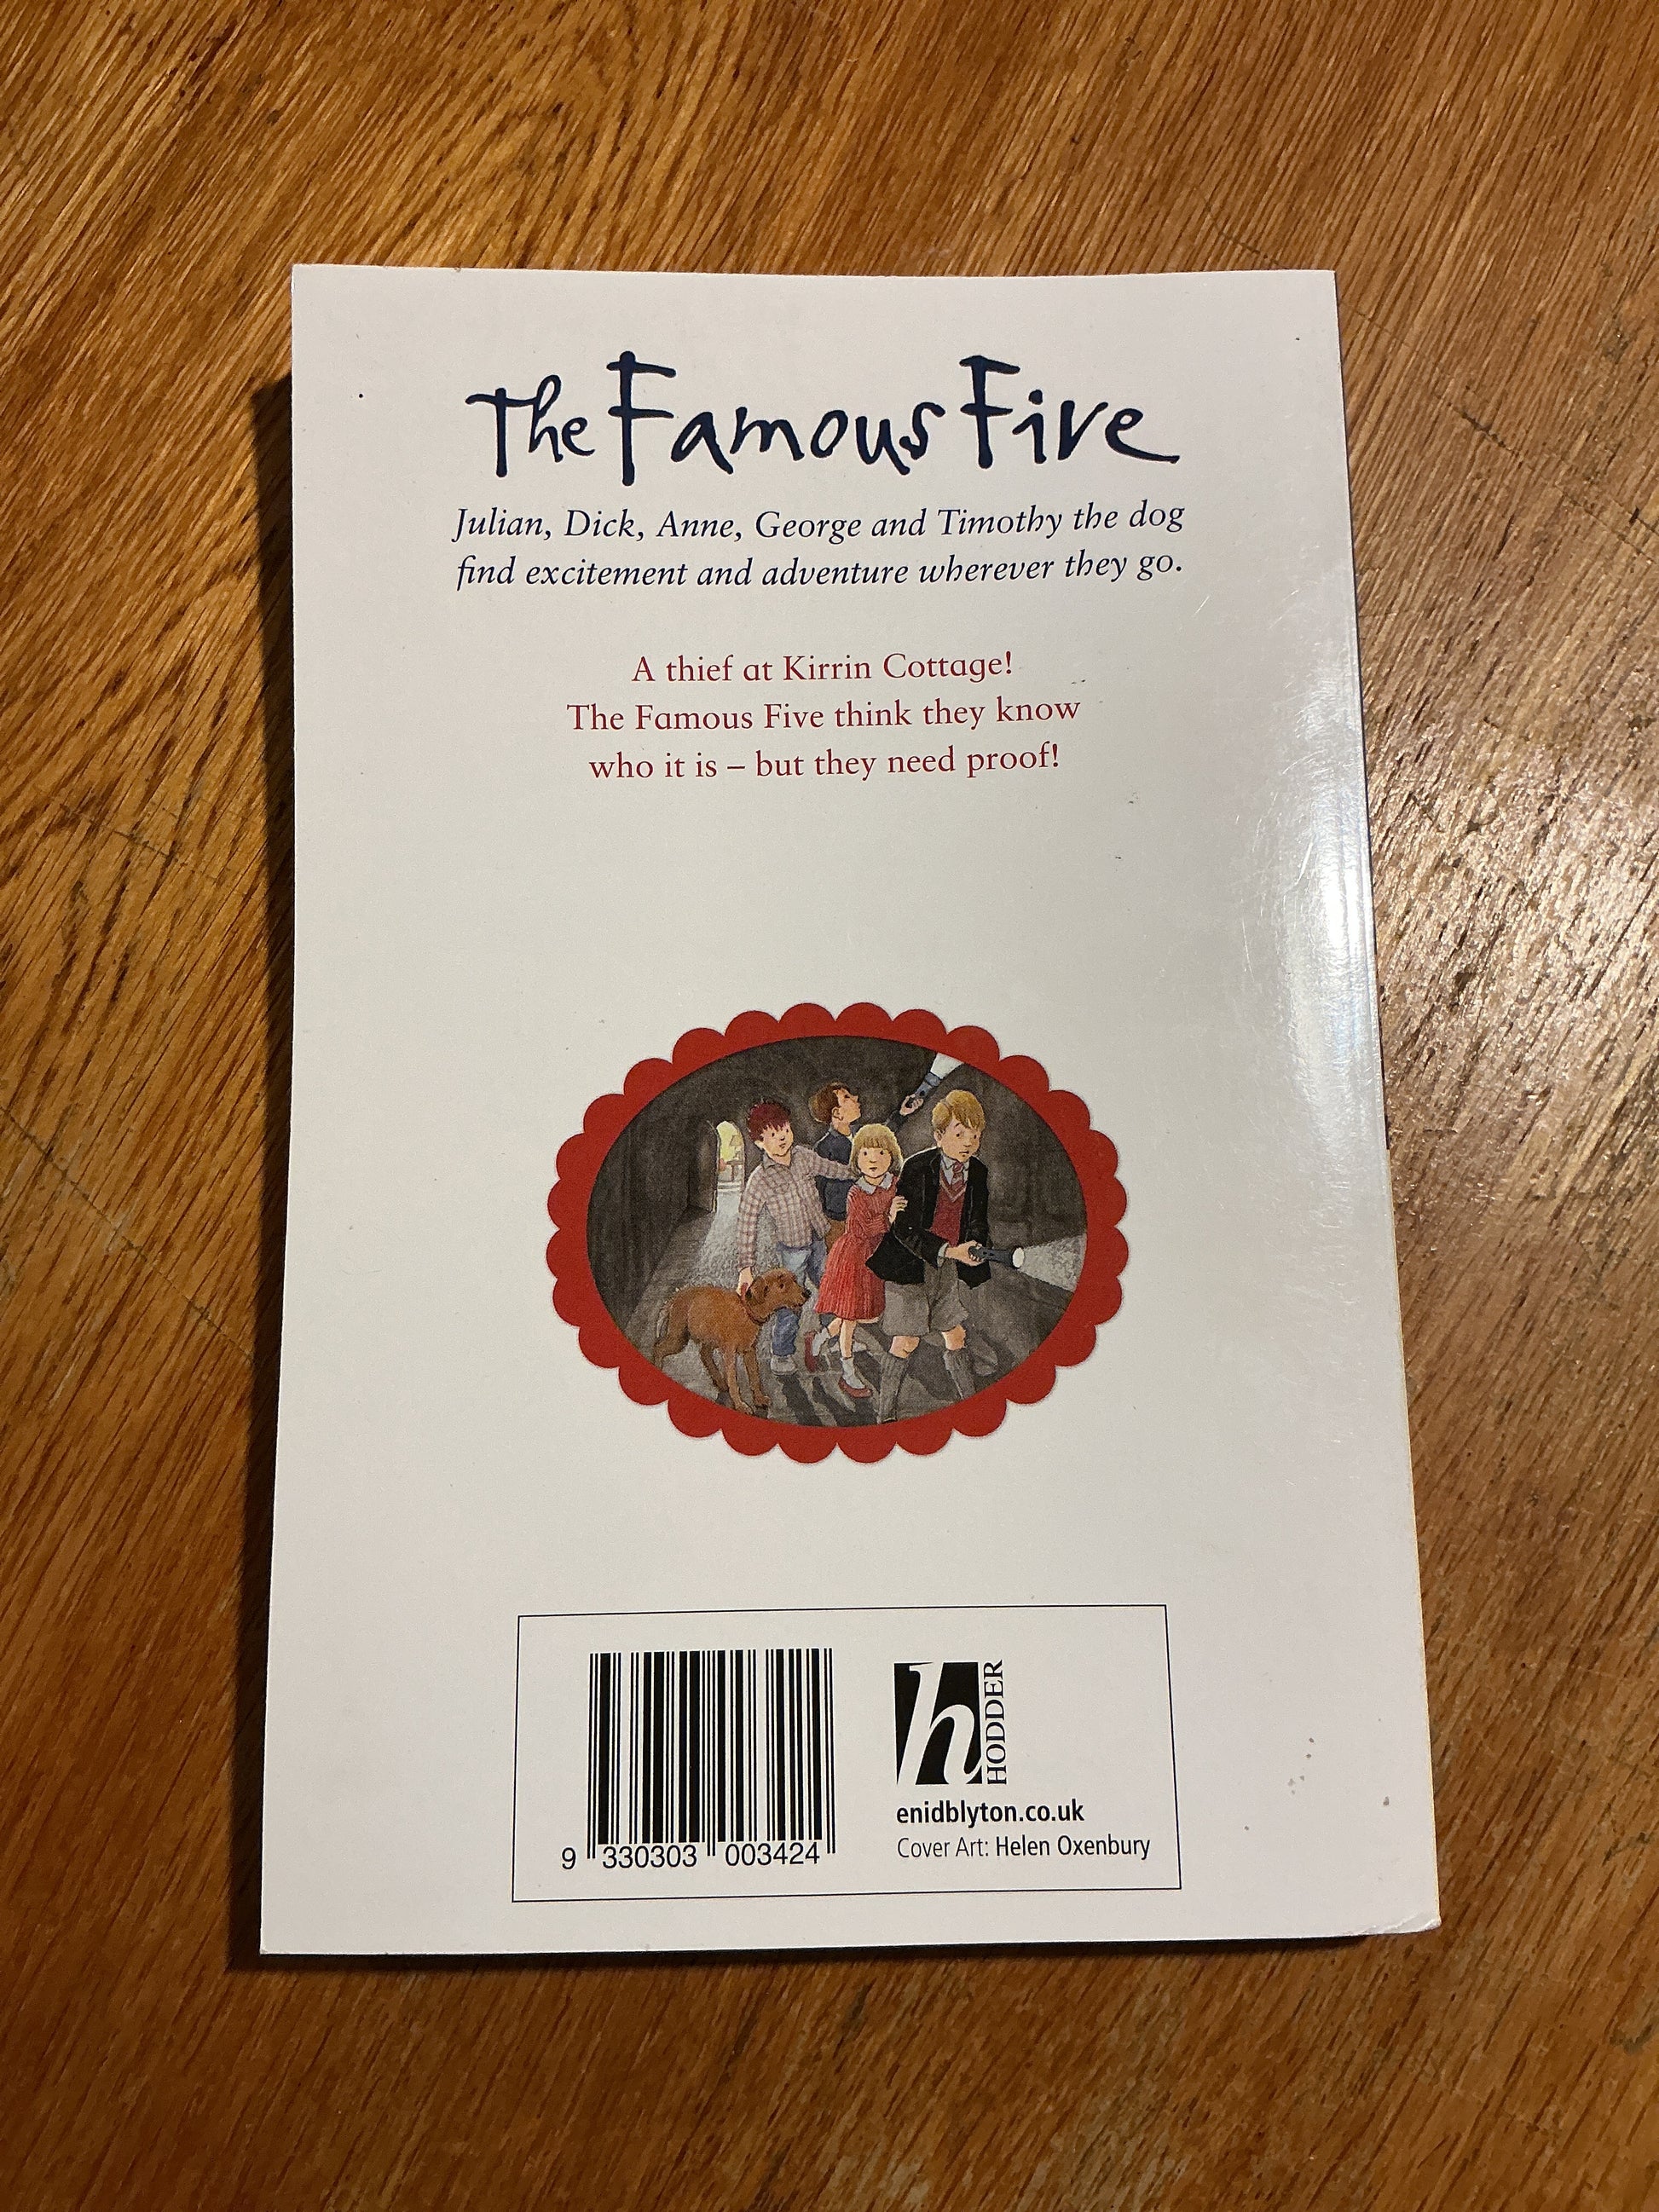 The Famous Five
Julian, Dick, Anne, George and Timothy the dog
find excitement and adventure wherever they go.
A thief at Kirrin Cottage!
The Famous Five think they know
who it is – but they need proof!
h HODDER
enidblyton.co.uk
Cover Art: Helen Oxenbury
9 330303 003424